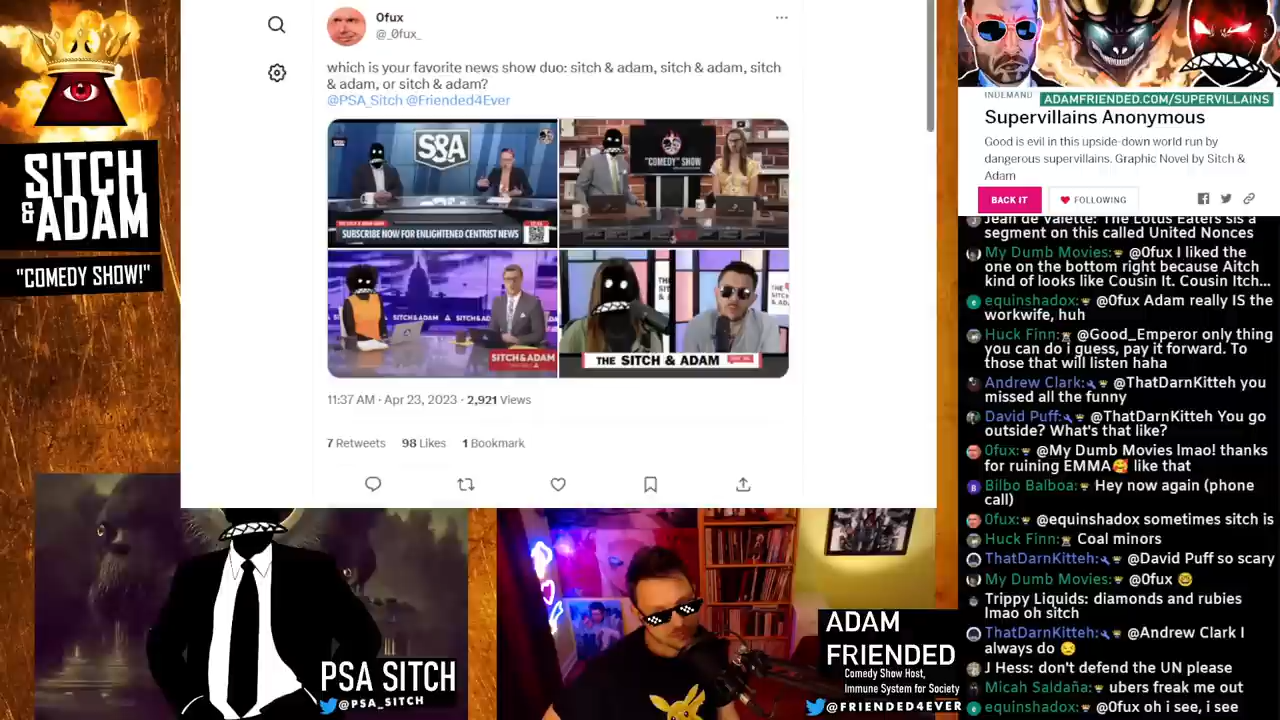 SITCH
& ADAM
"COMEDY SHOW!"
0fux
@_0fux_
which is your favorite news show duo: sitch & adam, sitch & adam, sitch
& adam, or sitch & adam?
@PSA_Sitch @Friended4Ever
S&A
SUBSCRIBE NOW FOR ENLIGHTENED CENTRIST NEWS
"COMEDY" SHOW
SITCH & ADAM
SITCH&ADAM
THE SITCH & ADAM
11:37 AM · Apr 23, 2023 · 2,921 Views
7 Retweets 98 Likes 1 Bookmark
PSA SITCH
@PSA_SITCH
ADAM
FRIENDED
Comedy Show Host,
Immune System for Society
@FRIENDED4EVER
INDEMAND
ADAMFRIENDED.COM/SUPERVILLAINS
Supervillains Anonymous
Good is evil in this upside-down world run by
dangerous supervillains. Graphic Novel by Sitch &
Adam
BACK IT
FOLLOWING
Jean de Valette: The Lotus Eaters sis a
segment on this called United Nonces
My Dumb Movies: @0fux I liked the
one on the bottom right because Aitch
kind of looks like Cousin It. Cousin Itch...
equinshadox: @0fux Adam really IS the
workwife, huh
Huck Finn: @Good_Emperor only thing
you can do i guess, pay it forward. To
those that will listen haha
Andrew Clark: @ThatDarnKitteh you
missed all the funny
David Puff: @ThatDarnKitteh You go
outside? What's that like?
0fux: @My Dumb Movies lmao! thanks
for ruining EMMA🥰 like that
Bilbo Balboa: Hey now again (phone
call)
0fux: @equinshadox sometimes sitch is
Huck Finn: Coal minors
ThatDarnKitteh: @David Puff so scary
My Dumb Movies: @0fux 🤓
Trippy Liquids: diamonds and rubies
lmao oh sitch
ThatDarnKitteh: @Andrew Clark I
always do 😒
J Hess: don't defend the UN please
Micah Saldaña: ubers freak me out
equinshadox: @0fux oh i see, i see